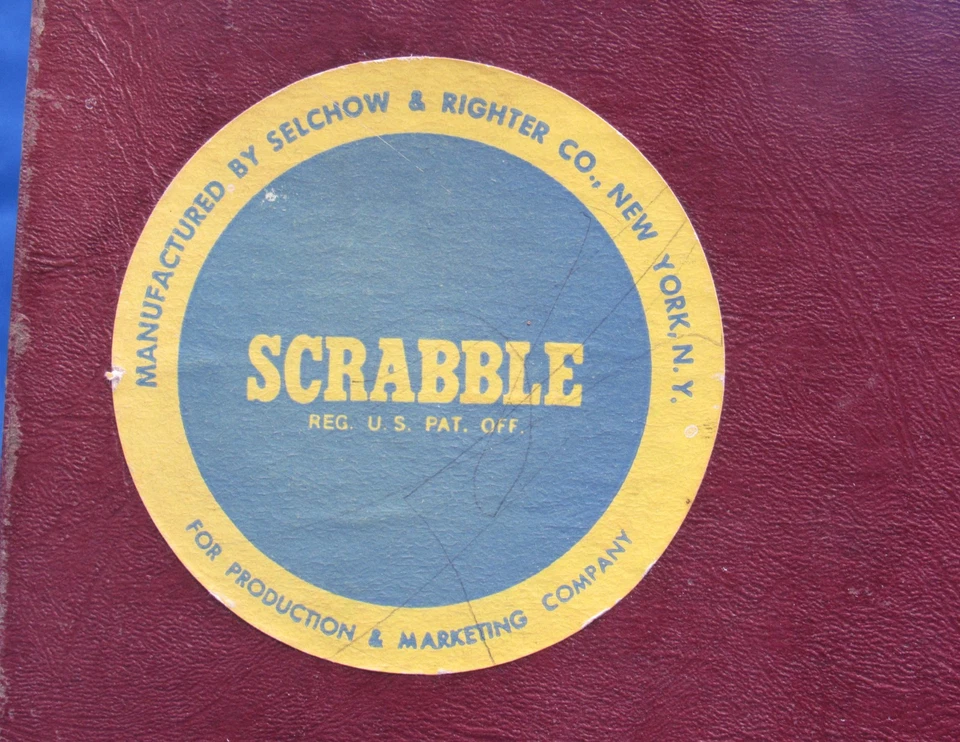 MANUFACTURED BY SELCHOW & RIGHTER CO., NEW YORK, N.Y.
SCRABBLE
REG. U.S. PAT. OFF.
FOR PRODUCTION & MARKETING COMPANY